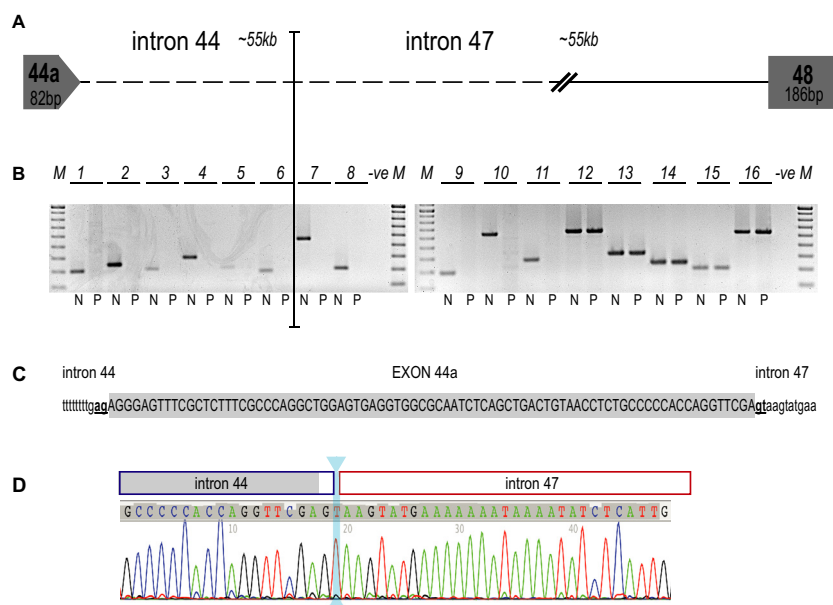 A
intron 44 ~55kb intron 47 ~55kb
44a
82bp
48
186bp
B
M 1 2 3 4 5 6 7 8 -ve M M 9 10 11 12 13 14 15 16 -ve M
N P N P N P N P N P N P N P N P N P N P N P N P N P N P N P N P
C
intron 44 EXON 44a intron 47
ttttttttgagAGGGAGTTTCGCTCTTTCGCCCAGGCTGGAGTGAGGTGGCGCAATCTCAGCTGACTGTAACCTCTGCCCCCACCAGGTTCGAgtaagtatgaa
D
intron 44 intron 47
GCCCCCACCAGGTTCGAGTAAGTATGAAAAAAATAAAATATCTCATTG
10 20 30 40